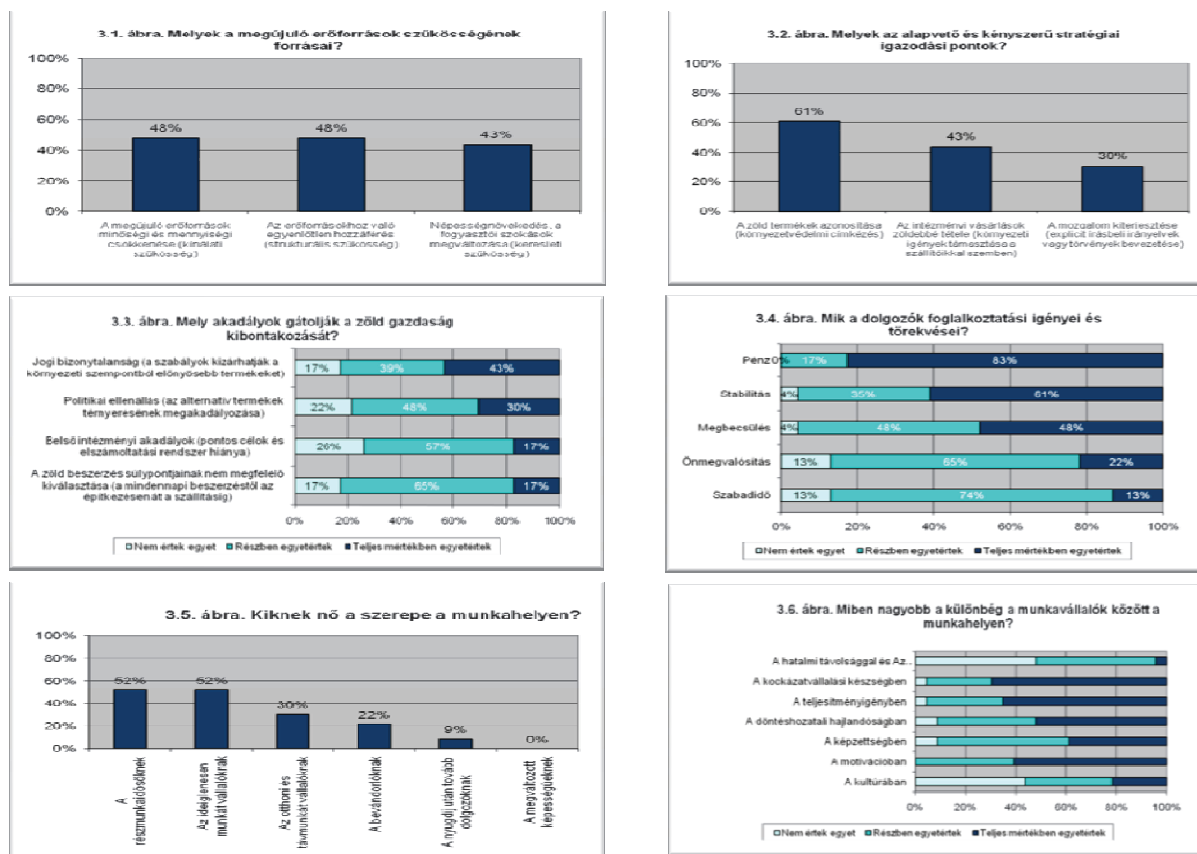 3.1. ábra. Melyek a megújuló erőforrások szűkösségének
forrásai?
100%
80%
60%
40%
20%
0%
48%
48%
43%
A megújuló erőforrások
minőségi és mennyiségi
csökkenése (kínálati
szűkösség)
Az erőforrásokhoz való
egyenlőtlen hozzáférés
(strukturális szűkösség)
Népességnövekedés, a
fogyasztói szokások
megváltozása (keresleti
szűkösség)
3.2. ábra. Melyek az alapvető és kényszerű stratégiai
igazodási pontok?
100%
80%
60%
40%
20%
0%
61%
43%
30%
A zöld termékek azonosítása
(környezetvédelmi címkézés)
Az intézményi vásárlások
zöldebbé tétele (környezeti
igények támasztása a
szállítóikkal szemben)
A mozgalom kiterjesztése
(explicit írásbeli irányelvek
vagy törvények bevezetése)
3.3. ábra. Mely akadályok gátolják a zöld gazdaság
kibontakozását?
Jogi bizonytalanság (a szabályok kizárhatják a
környezeti szempontból előnyösebb termékeket)
17% 39% 43%
Politikai ellenállás (az alternatív termékek
térnyerésének megakadályozása)
22% 48% 30%
Belső intézményi akadályok (pontos célok és
elszámoltatási rendszer hiánya)
26% 57% 17%
A zöld beszerzés súlypontjainak nem megfelelő
kiválasztása (a mindennapi beszerzéstől az
építkezésen át a szállításig)
17% 65% 17%
0% 20% 40% 60% 80% 100%
Nem értek egyet Részben egyetértek Teljes mértékben egyetértek
3.4. ábra. Mik a dolgozók foglalkoztatási igényei és
törekvései?
Pénz 0% 17% 83%
Stabilitás 4% 35% 61%
Megbecsülés 4% 48% 48%
Önmegvalósítás 13% 65% 22%
Szabadidő 13% 74% 13%
0% 20% 40% 60% 80% 100%
Nem értek egyet Részben egyetértek Teljes mértékben egyetértek
3.5. ábra. Kiknek nő a szerepe a munkahelyen?
100%
80%
60%
40%
20%
0%
52%
52%
30%
22%
9%
0%
A
részmunkaidősöknek
Az ideiglenesen
munkát vállalóknak
Az otthoni és
távmunkát vállalóknak
A bevándorlóknak
A nyugdíj után tovább
dolgozóknak
A megváltozott
képességűeknek
3.6. ábra. Miben nagyobb a különbég a munkavállalók között a
munkahelyen?
A hatalmi távolsággal és Az..
A kockázatvállalási készségben
A teljesítményigényben
A döntéshozatali hajlandóságban
A képzettségben
A motivációban
A kultúrában
0% 20% 40% 60% 80% 100%
Nem értek egyet Részben egyetértek Teljes mértékben egyetértek